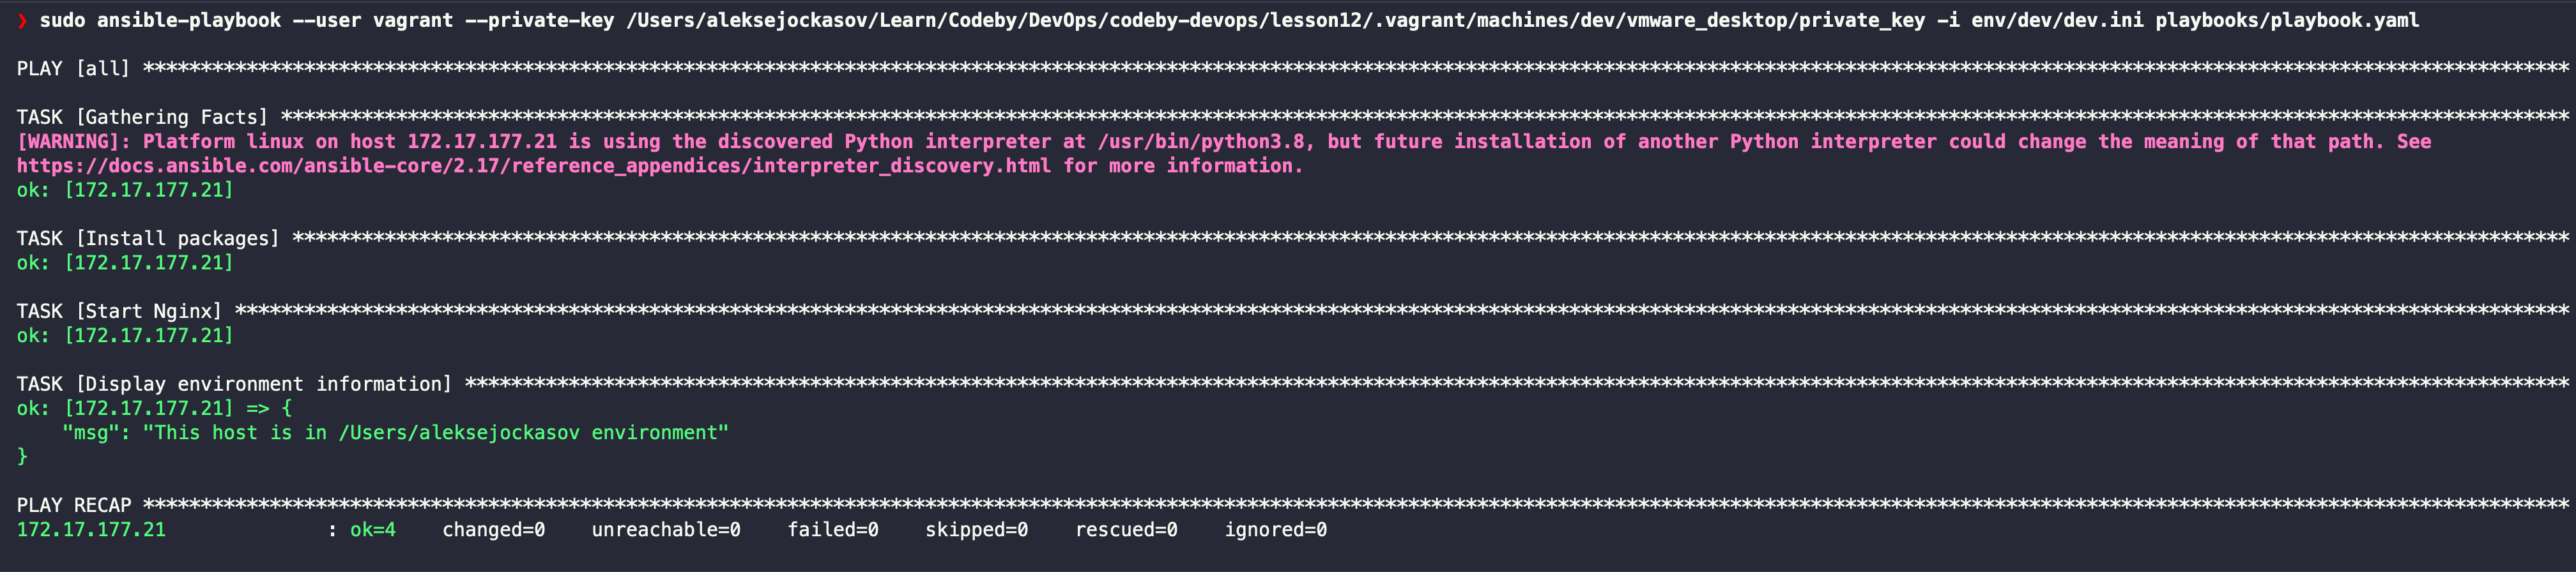 ❯ sudo ansible-playbook --user vagrant --private-key /Users/aleksejockasov/Learn/Codeby/DevOps/codeby-devops/lesson12/.vagrant/machines/dev/vmware_desktop/private_key -i env/dev/dev.ini playbooks/playbook.yaml
PLAY [all] ****************************************************************************************************************************************************************************************************************
TASK [Gathering Facts] ****************************************************************************************************************************************************************************************************
[WARNING]: Platform linux on host 172.17.177.21 is using the discovered Python interpreter at /usr/bin/python3.8, but future installation of another Python interpreter could change the meaning of that path. See
https://docs.ansible.com/ansible-core/2.17/reference_appendices/interpreter_discovery.html for more information.
ok: [172.17.177.21]
TASK [Install packages] ***************************************************************************************************************************************************************************************************
ok: [172.17.177.21]
TASK [Start Nginx] ********************************************************************************************************************************************************************************************************
ok: [172.17.177.21]
TASK [Display environment information] ************************************************************************************************************************************************************************************
ok: [172.17.177.21] => {
    "msg": "This host is in /Users/aleksejockasov environment"
}
PLAY RECAP ****************************************************************************************************************************************************************************************************************
172.17.177.21              : ok=4    changed=0    unreachable=0    failed=0    skipped=0    rescued=0    ignored=0